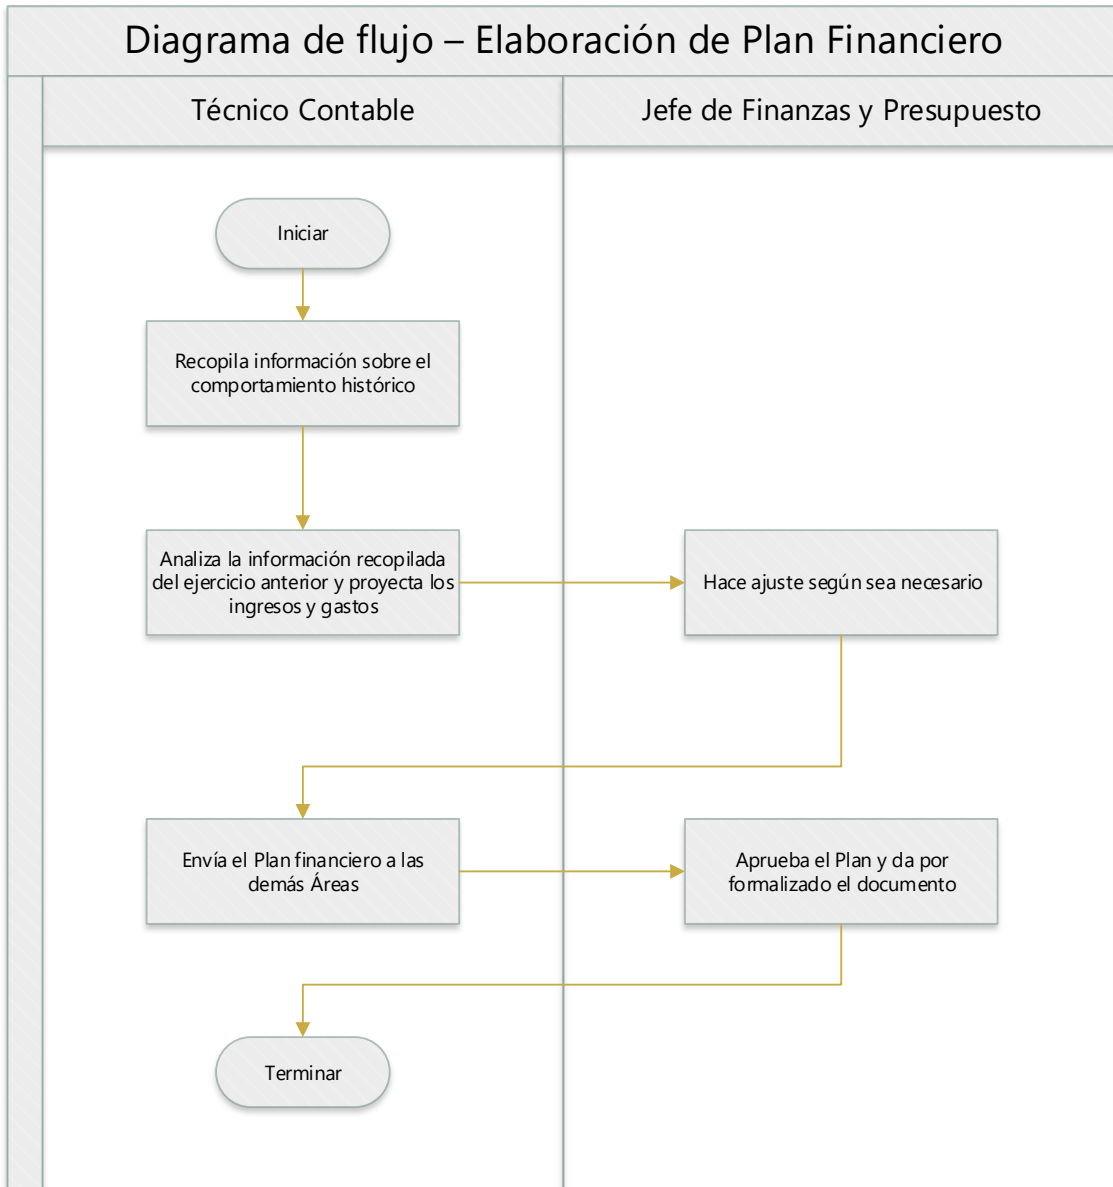 Diagrama de flujo – Elaboración de Plan Financiero
Técnico Contable
Jefe de Finanzas y Presupuesto
Iniciar
Recopila información sobre el
comportamiento histórico
Analiza la información recopilada
del ejercicio anterior y proyecta los
ingresos y gastos
Hace ajuste según sea necesario
Envía el Plan financiero a las
demás Áreas
Aprueba el Plan y da por
formalizado el documento
Terminar